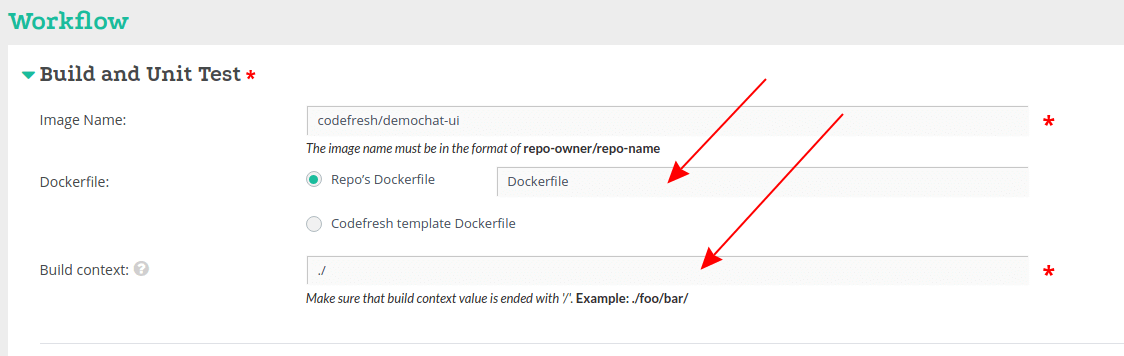 Workflow
Build and Unit Test *
Image Name:
codefresh/demochat-ui
*
The image name must be in the format of repo-owner/repo-name
Dockerfile:
Repo's Dockerfile
Dockerfile
Codefresh template Dockerfile
Build context: ?
./
*
Make sure that build context value is ended with '/'. Example: ./foo/bar/